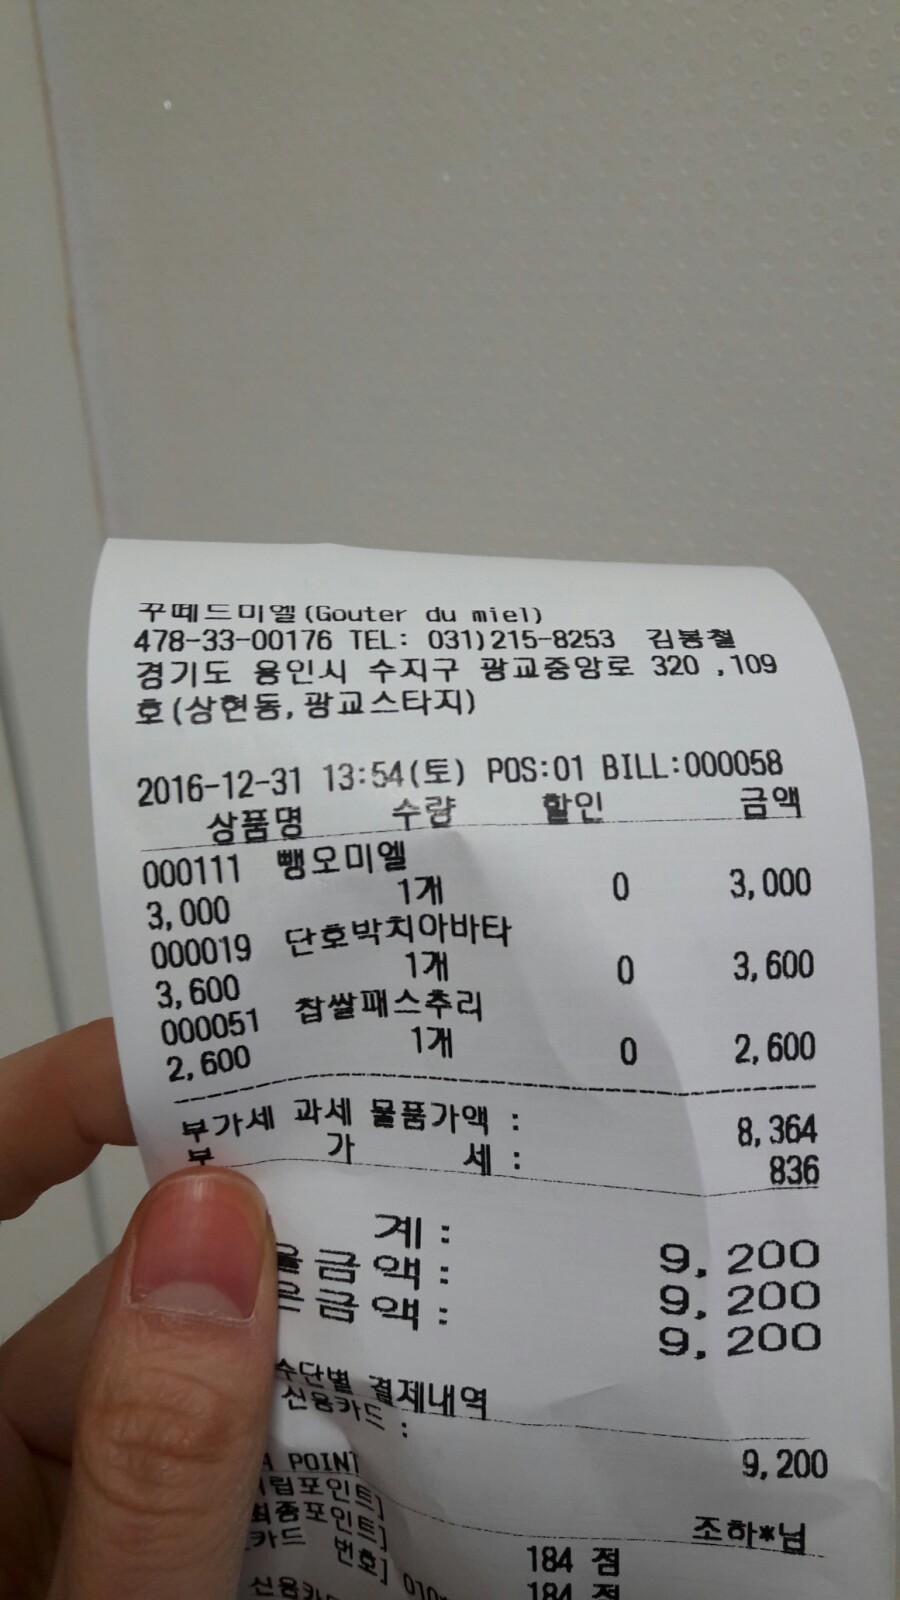 꾸떼드미엘(Gouter du miel)
478-33-00176 TEL: 031)215-8253 김봉철
경기도 용인시 수지구 광교중앙로 320 ,109
호(상현동,광교스타지)
2016-12-31 13:54(토) POS:01 BILL:000058
상품명 수량 할인 금액
000111 뺑오미엘
3,000 1개 0 3,000
000019 단호박치아바타
3,600 1개 0 3,600
000051 찹쌀패스추리
2,600 1개 0 2,600
부가세 과세 물품가액 : 8,364
부 가 세 : 836
계 : 9,200
금액 : 9,200
금액 : 9,200
결제내역
신용카드 : 9,200
POINT 조하*님
184 점
번호] 010
184 점